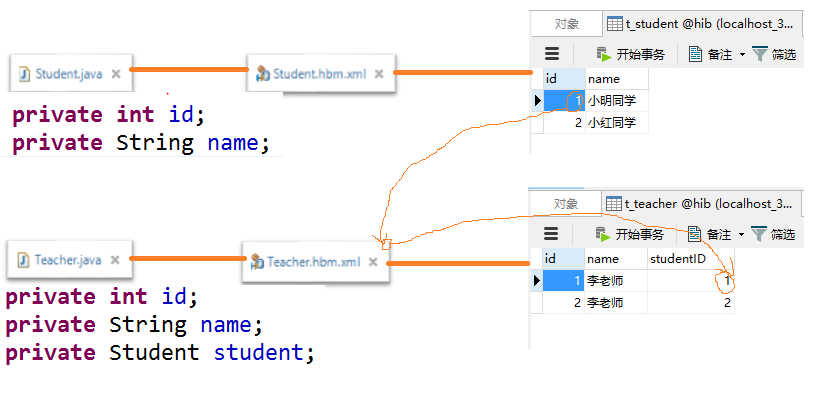 对象
t_student @hib (localhost_3...
开始事务
备注
筛选
Student.java
Student.hbm.xml
id name
1 小明同学
2 小红同学
private int id;
private String name;
对象
t_teacher @hib (localhost_3...
开始事务
备注
筛选
Teacher.java
Teacher.hbm.xml
id name studentID
1 李老师 1
2 李老师 2
private int id;
private String name;
private Student student;